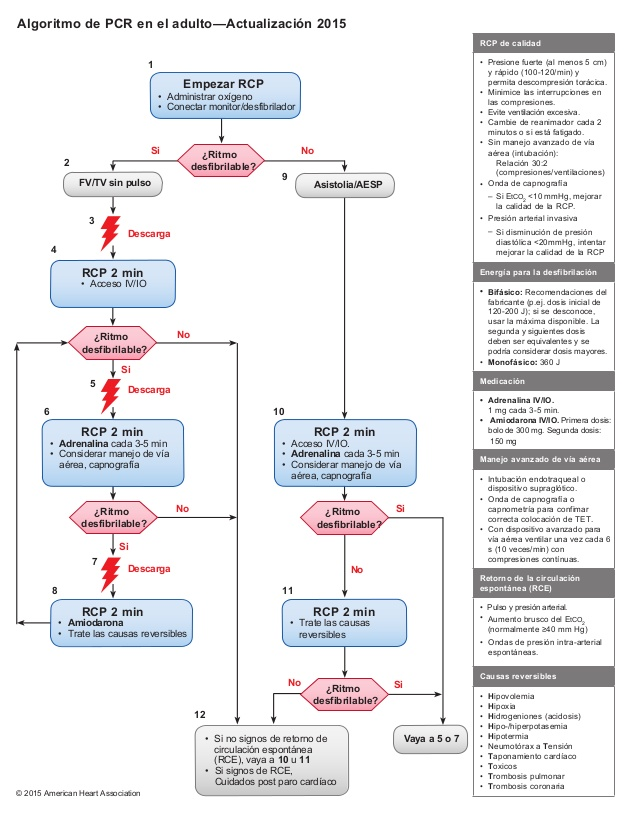 Algoritmo de PCR en el adulto—Actualización 2015
1
Empezar RCP
• Administrar oxígeno
• Conectar monitor/desfibrilador
Si
¿Ritmo
desfibrilable?
No
2
FV/TV sin pulso
9
Asistolia/AESP
3
Descarga
4
RCP 2 min
• Acceso IV/IO
¿Ritmo
desfibrilable?
No
Si
5
Descarga
6
RCP 2 min
• Adrenalina cada 3-5 min
• Considerar manejo de vía
aérea, capnografía
10
RCP 2 min
• Acceso IV/IO.
• Adrenalina cada 3-5 min
• Considerar manejo de vía
aérea, capnografía
¿Ritmo
desfibrilable?
No
Si
¿Ritmo
desfibrilable?
Si
No
7
Descarga
8
RCP 2 min
• Amiodarona
• Trate las causas reversibles
11
RCP 2 min
• Trate las causas
reversibles
No
¿Ritmo
desfibrilable?
Si
12
• Si no signos de retorno de
circulación espontánea
(RCE), vaya a 10 u 11
• Si signos de RCE,
Cuidados post paro cardíaco
Vaya a 5 o 7
© 2015 American Heart Association
RCP de calidad
• Presione fuerte (al menos 5 cm)
y rápido (100-120/min) y
permita descompresión torácica.
• Minimice las interrupciones en
las compresiones.
• Evite ventilación excesiva.
• Cambie de reanimador cada 2
minutos o si está fatigado.
• Sin manejo avanzado de vía
aérea (intubación):
Relación 30:2
(compresiones/ventilaciones)
• Onda de capnografía
– Si EtCO2 <10 mmHg, mejorar
la calidad de la RCP.
• Presión arterial invasiva
– Si disminución de presión
diastólica <20mmHg, intentar
mejorar la calidad de la RCP
Energía para la desfibrilación
• Bifásico: Recomendaciones del
fabricante (p.ej. dosis inicial de
120-200 J); si se desconoce,
usar la máxima disponible. La
segunda y siguientes dosis
deben ser equivalentes y se
podría considerar dosis mayores.
• Monofásico: 360 J
Medicación
• Adrenalina IV/IO.
1 mg cada 3-5 min.
• Amiodarona IV/IO. Primera dosis:
bolo de 300 mg. Segunda dosis:
150 mg
Manejo avanzado de vía aérea
• Intubación endotraqueal o
dispositivo supraglótico.
• Onda de capnografía o
capnometría para confimar
correcta colocación de TET.
• Con dispositivo avanzado para
vía aérea ventilar una vez cada 6
s (10 veces/min) con
compresiones contínuas.
Retorno de la circulación
espontánea (RCE)
• Pulso y presión arterial.
• Aumento brusco del EtCO2
(normalmente ≥40 mm Hg)
• Ondas de presión intra-arterial
espontáneas.
Causas reversibles
• Hipovolemia
• Hipoxia
• Hidrogeniones (acidosis)
• Hipo-/hiperpotasemia
• Hipotermia
• Neumotórax a Tensión
• Taponamiento cardíaco
• Toxicos
• Trombosis pulmonar
• Trombosis coronaria